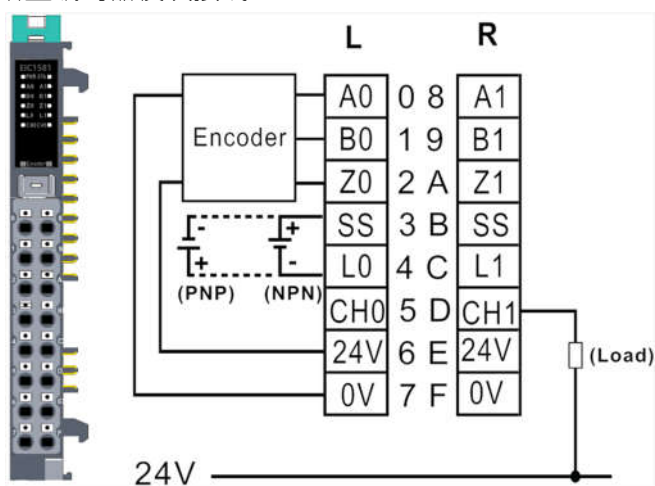 L R
EIC1581
A0 0 8 A1
Encoder B0 1 9 B1
Z0 2 A Z1
SS 3 B SS
- +
+ - L0 4 C L1
(PNP) (NPN)
CH0 5 D CH1
24V 6 E 24V (Load)
0V 7 F 0V
24V